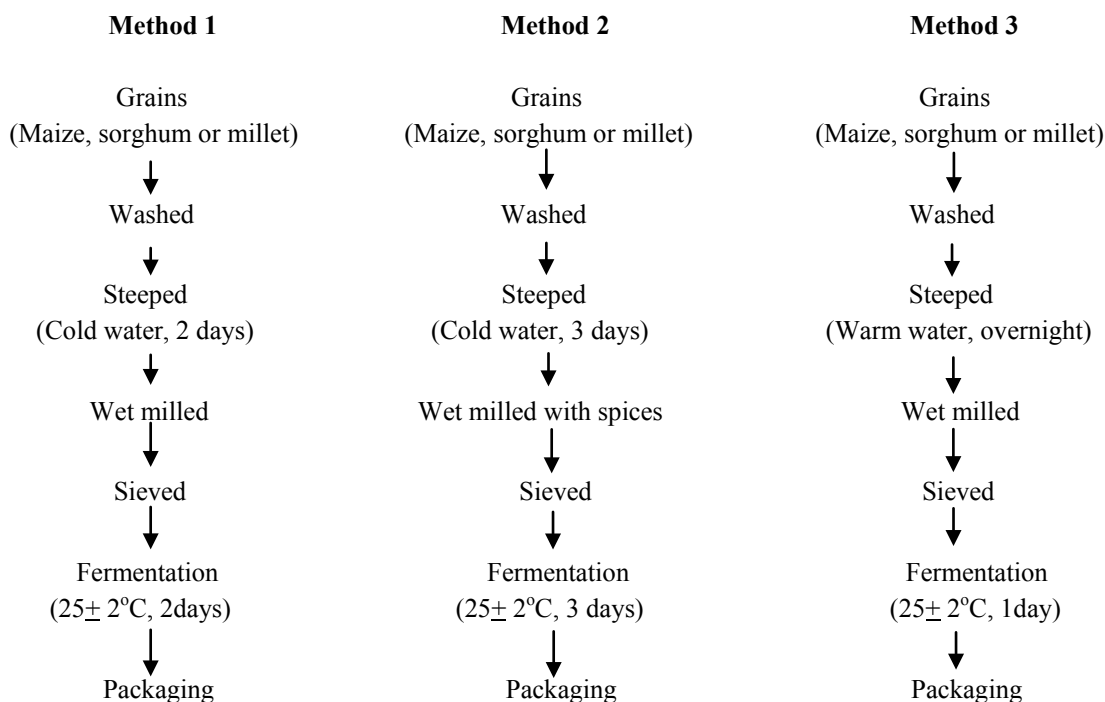 Method 1
Grains
(Maize, sorghum or millet)
Washed
Steeped
(Cold water, 2 days)
Wet milled
Sieved
Fermentation
(25± 2°C, 2days)
Packaging
Method 2
Grains
(Maize, sorghum or millet)
Washed
Steeped
(Cold water, 3 days)
Wet milled with spices
Sieved
Fermentation
(25± 2°C, 3 days)
Packaging
Method 3
Grains
(Maize, sorghum or millet)
Washed
Steeped
(Warm water, overnight)
Wet milled
Sieved
Fermentation
(25± 2°C, 1day)
Packaging